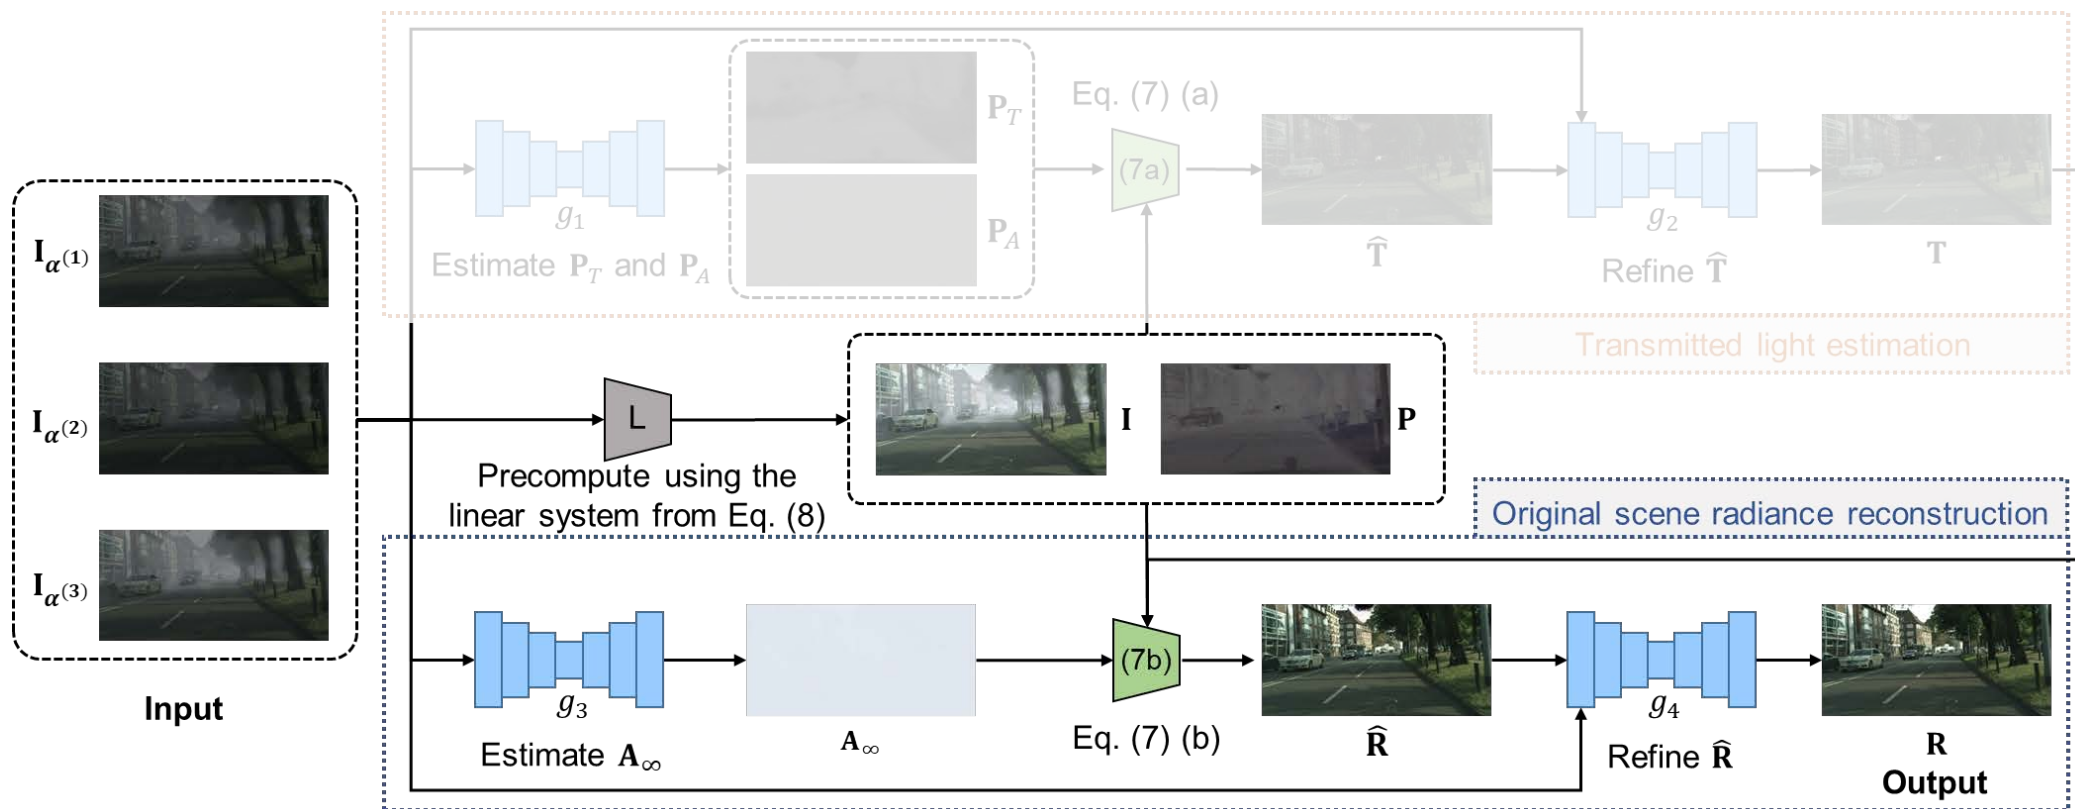 Eq. (7) (a)
P_T
(7a)
g_1
g_2
P_A
Estimate P_T and P_A
T̂
T
Refine T̂
I_α(1)
Transmitted light estimation
I_α(2)
L
I
P
Precompute using the
linear system from Eq. (8)
Original scene radiance reconstruction
I_α(3)
(7b)
Input
g_3
g_4
Estimate A_∞
A_∞
Eq. (7) (b)
R̂
Refine R̂
R
Output